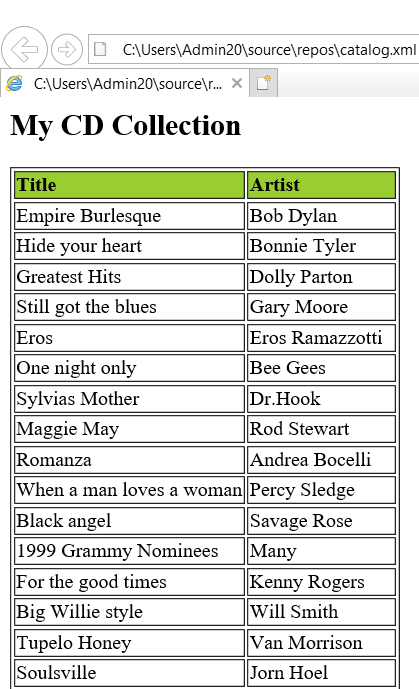 C:\Users\Admin20\source\repos\catalog.xml
C:\Users\Admin20\source\r...
My CD Collection
Title Artist
Empire Burlesque Bob Dylan
Hide your heart Bonnie Tyler
Greatest Hits Dolly Parton
Still got the blues Gary Moore
Eros Eros Ramazzotti
One night only Bee Gees
Sylvias Mother Dr.Hook
Maggie May Rod Stewart
Romanza Andrea Bocelli
When a man loves a woman Percy Sledge
Black angel Savage Rose
1999 Grammy Nominees Many
For the good times Kenny Rogers
Big Willie style Will Smith
Tupelo Honey Van Morrison
Soulsville Jorn Hoel